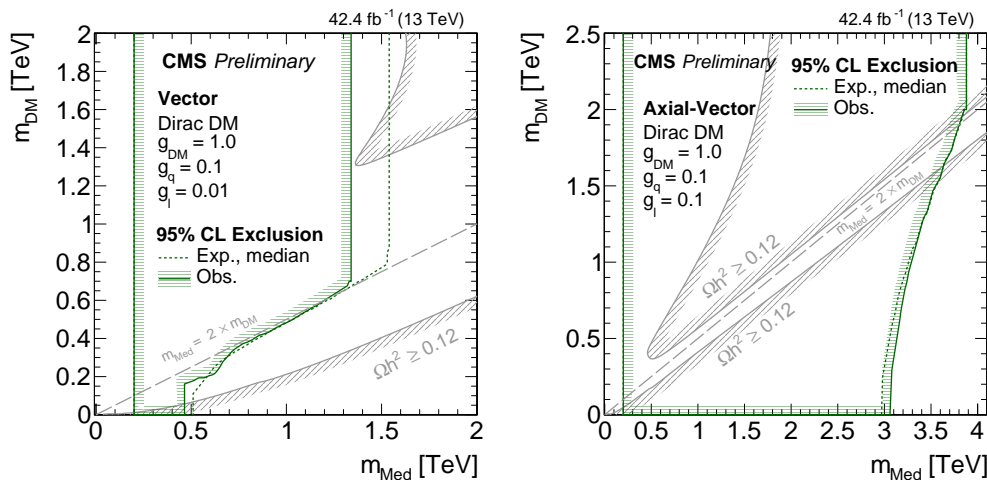 42.4 fb⁻¹ (13 TeV)
CMS Preliminary
Vector
Dirac DM
g_DM = 1.0
g_q = 0.1
g_l = 0.01
95% CL Exclusion
Exp., median
Obs.
m_Med = 2 × m_DM
Ωh² ≥ 0.12
m_DM [TeV]
2
1.8
1.6
1.4
1.2
1
0.8
0.6
0.4
0.2
0
0 0.5 1 1.5 2
m_Med [TeV]
42.4 fb⁻¹ (13 TeV)
CMS Preliminary
95% CL Exclusion
Exp., median
Obs.
Axial-Vector
Dirac DM
g_DM = 1.0
g_q = 0.1
g_l = 0.1
m_Med = 2 × m_DM
Ωh² ≥ 0.12
Ωh² ≥ 0.12
m_DM [TeV]
2.5
2
1.5
1
0.5
0
0 0.5 1 1.5 2 2.5 3 3.5 4
m_Med [TeV]